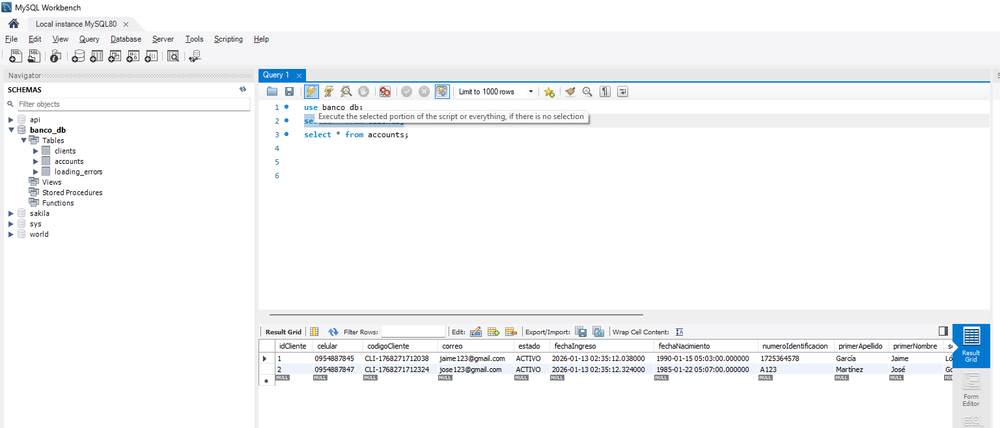 MySQL Workbench
Local instance MySQL80
File Edit View Query Database Server Tools Scripting Help
Navigator
SCHEMAS
Filter objects
api
banco_db
Tables
clients
accounts
loading_errors
Views
Stored Procedures
Functions
sakila
sys
world
Query 1
Limit to 1000 rows
1 use banco_db;
Execute the selected portion of the script or everything, if there is no selection
2
3 select * from accounts;
4
5
6
Result Grid Filter Rows: Edit: Export/Import: Wrap Cell Content:
idCliente celular codigoCliente correo estado fechaIngreso fechaNacimiento numeroIdentificacion primerApellido primerNombre
1 0954887845 CLI-1768271712038 jaime123@gmail.com ACTIVO 2026-01-13 02:35:12.038000 1990-01-15 05:03:00.000000 1725364578 García Jaime
2 0954887847 CLI-1768271712324 jose123@gmail.com ACTIVO 2026-01-13 02:35:12.324000 1985-01-22 05:07:00.000000 A123 Martínez José
NULL NULL NULL NULL NULL NULL NULL NULL NULL NULL
Result
Grid
Form
Editor